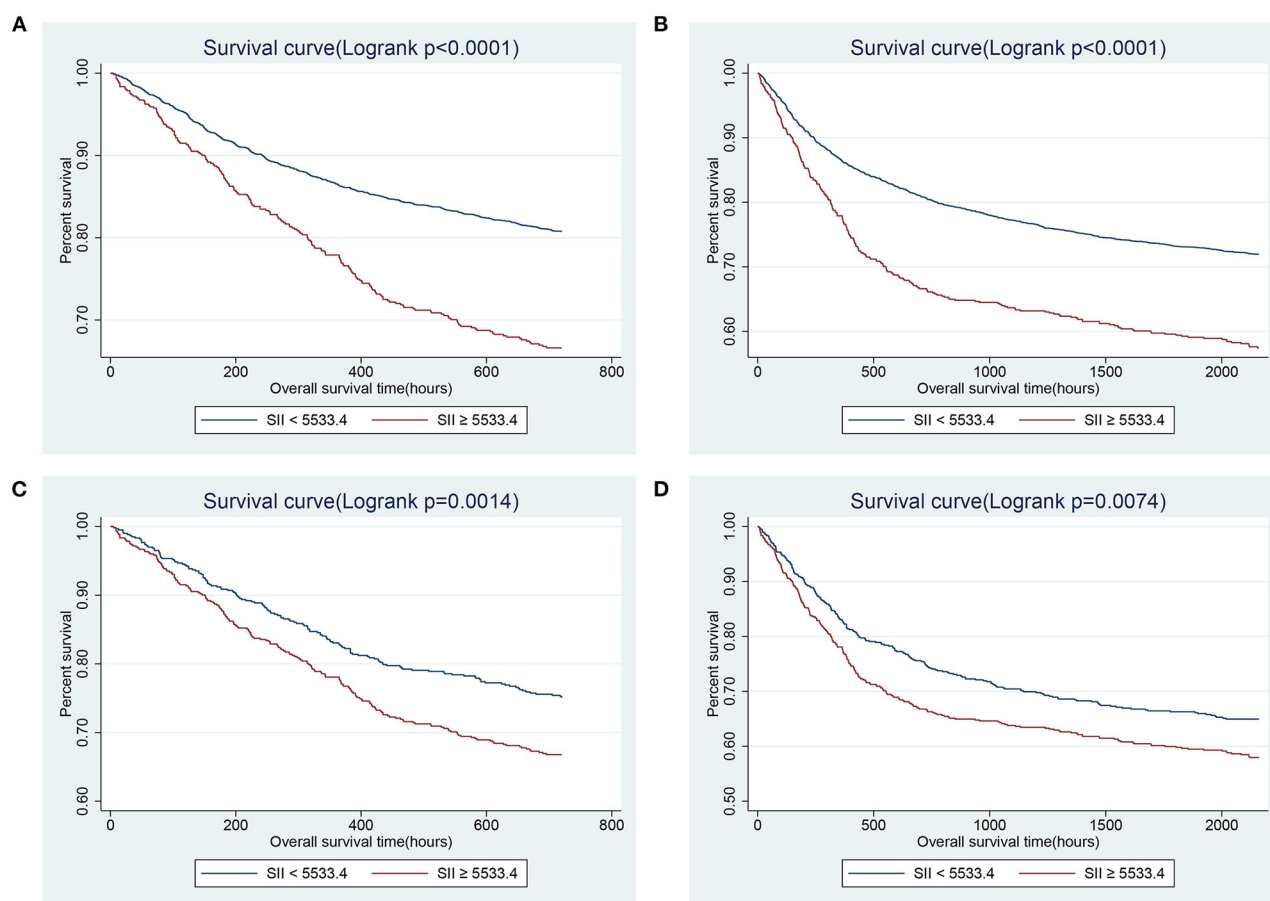 A
Survival curve(Logrank p<0.0001)
Percent survival
1.00
0.90
0.80
0.70
0 200 400 600 800
Overall survival time(hours)
SII < 5533.4 SII ≥ 5533.4
B
Survival curve(Logrank p<0.0001)
Percent survival
1.00
0.90
0.80
0.70
0.60
0 500 1000 1500 2000
Overall survival time(hours)
SII < 5533.4 SII ≥ 5533.4
C
Survival curve(Logrank p=0.0014)
Percent survival
1.00
0.90
0.80
0.70
0.60
0 200 400 600 800
Overall survival time(hours)
SII < 5533.4 SII ≥ 5533.4
D
Survival curve(Logrank p=0.0074)
Percent survival
1.00
0.90
0.80
0.70
0.60
0.50
0 500 1000 1500 2000
Overall survival time(hours)
SII < 5533.4 SII ≥ 5533.4